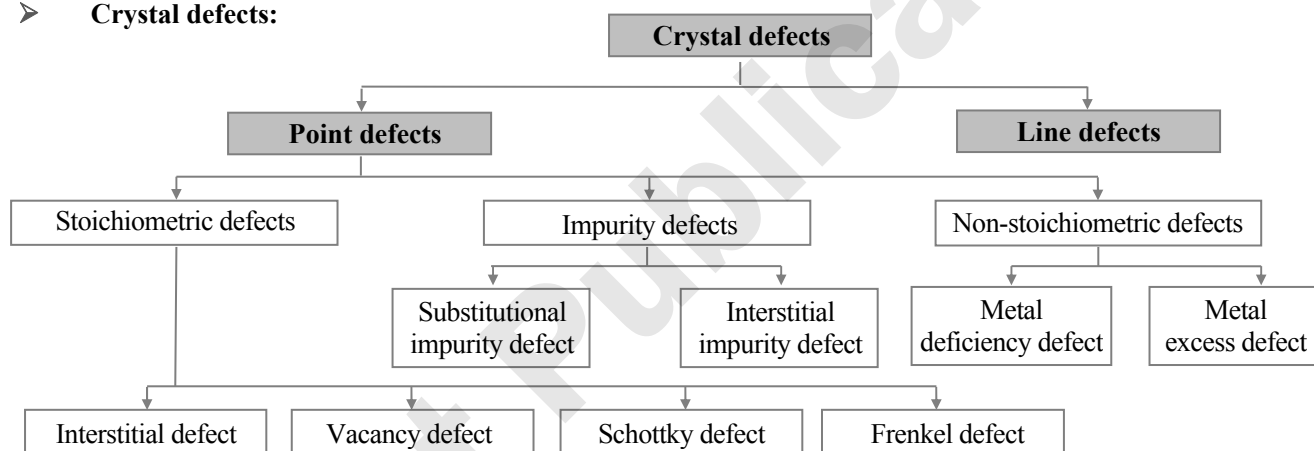 ➢ Crystal defects:
Crystal defects
Point defects
Line defects
Stoichiometric defects
Impurity defects
Non-stoichiometric defects
Substitutional
impurity defect
Interstitial
impurity defect
Metal
deficiency defect
Metal
excess defect
Interstitial defect
Vacancy defect
Schottky defect
Frenkel defect